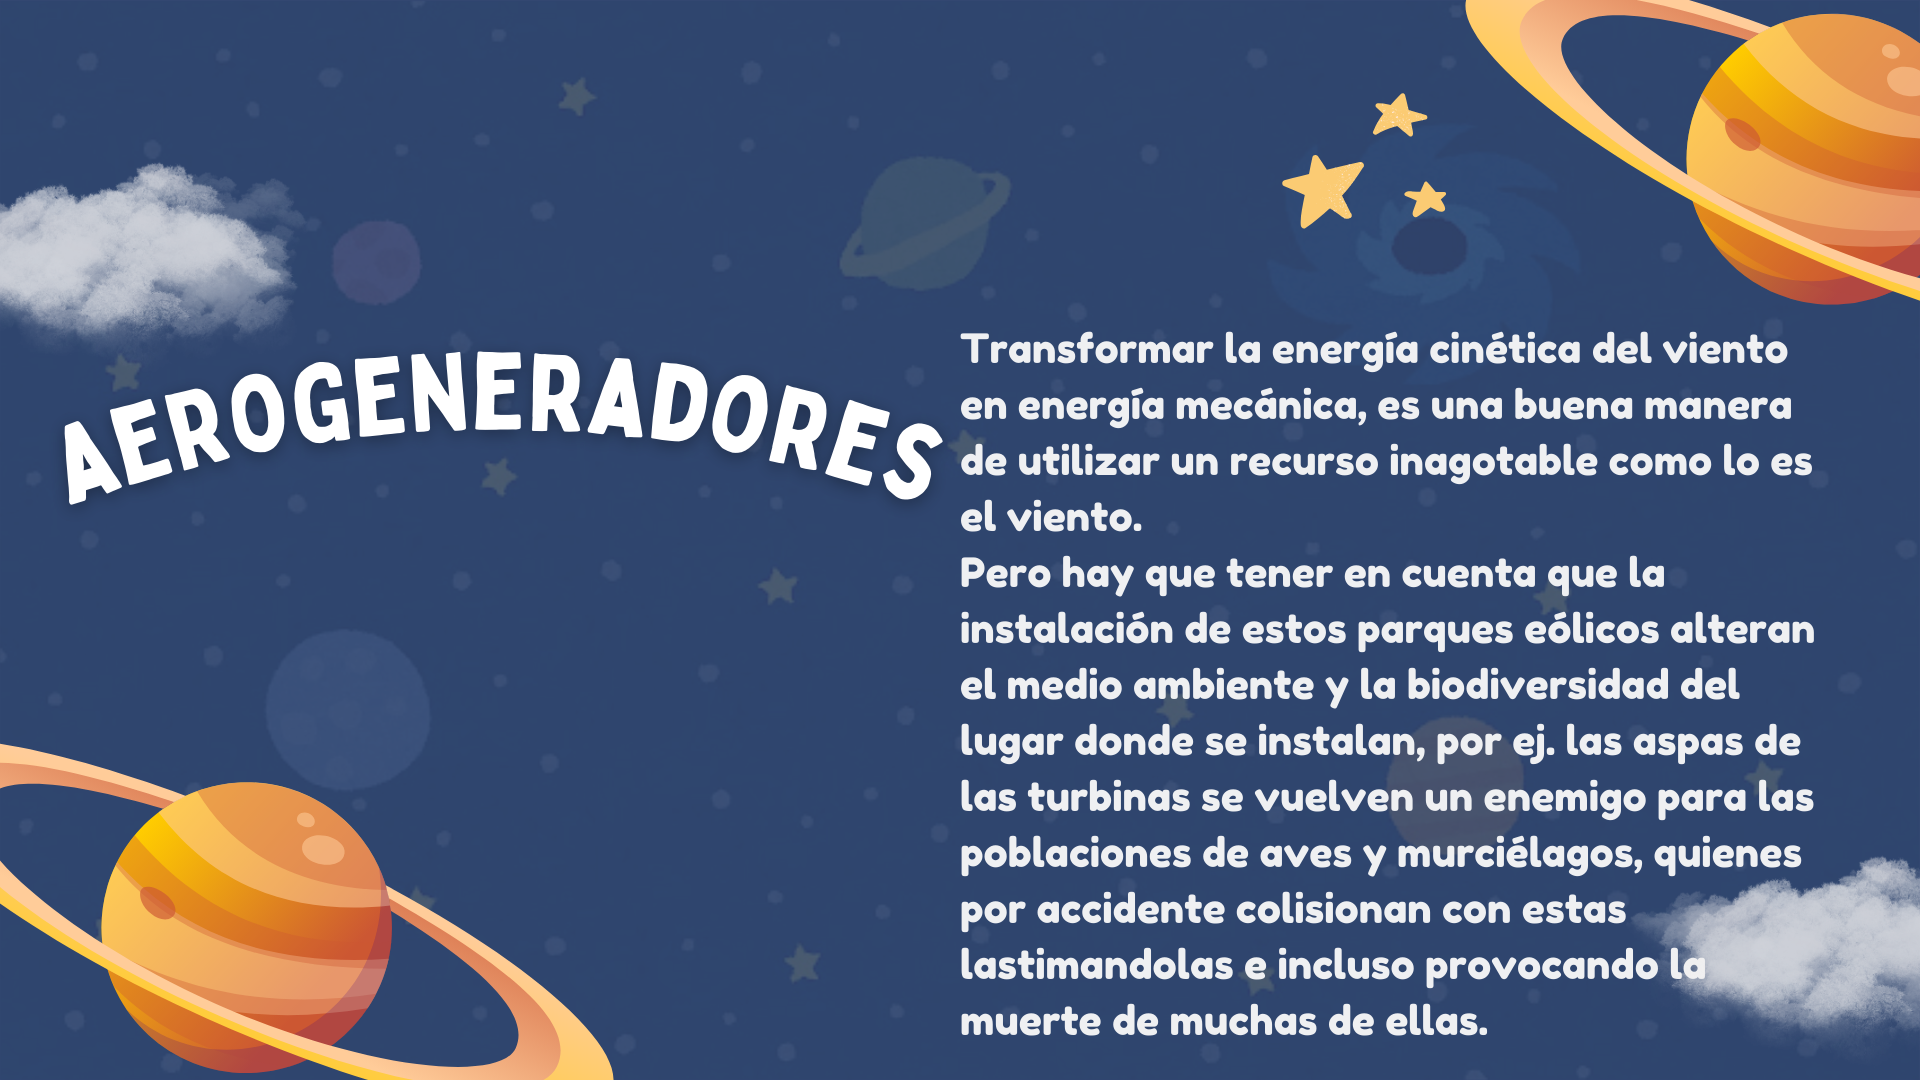 AEROGENERADORES
Transformar la energía cinética del viento
en energía mecánica, es una buena manera
de utilizar un recurso inagotable como lo es
el viento.
Pero hay que tener en cuenta que la
instalación de estos parques eólicos alteran
el medio ambiente y la biodiversidad del
lugar donde se instalan, por ej. las aspas de
las turbinas se vuelven un enemigo para las
poblaciones de aves y murciélagos, quienes
por accidente colisionan con estas
lastimandolas e incluso provocando la
muerte de muchas de ellas.